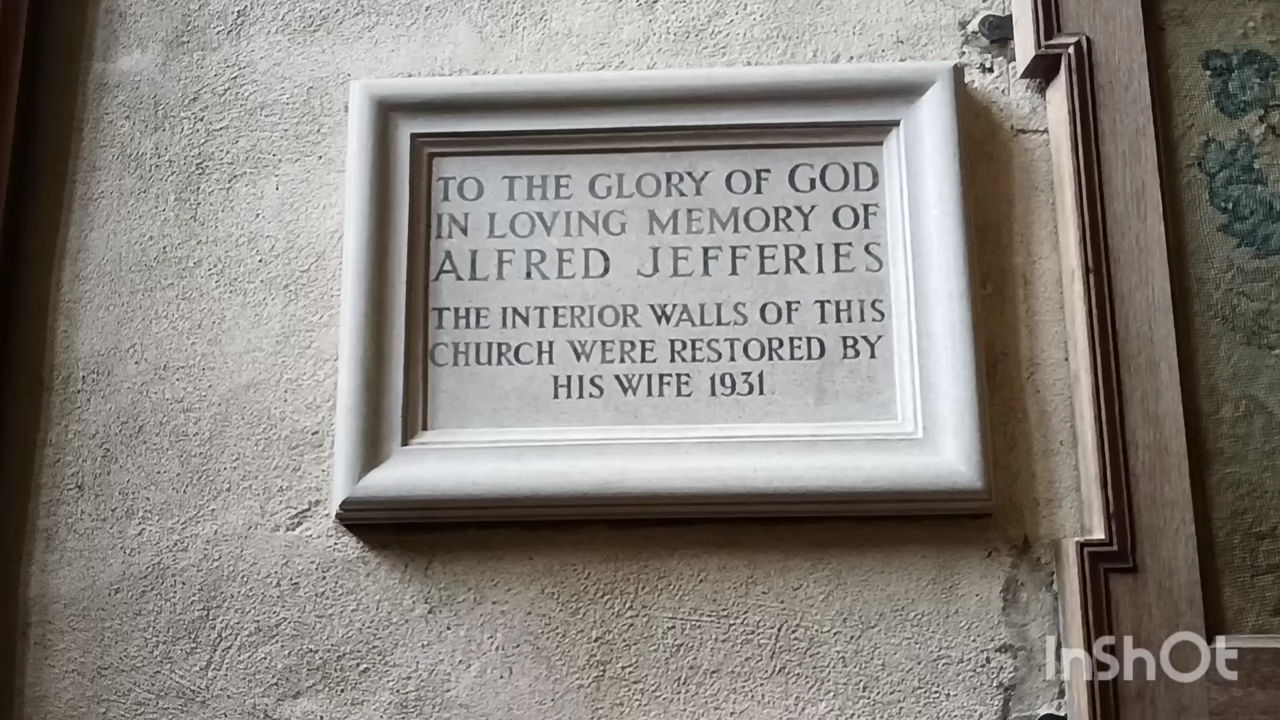 TO THE GLORY OF GOD
IN LOVING MEMORY OF
ALFRED JEFFERIES
THE INTERIOR WALLS OF THIS
CHURCH WERE RESTORED BY
HIS WIFE 1931
InShOt